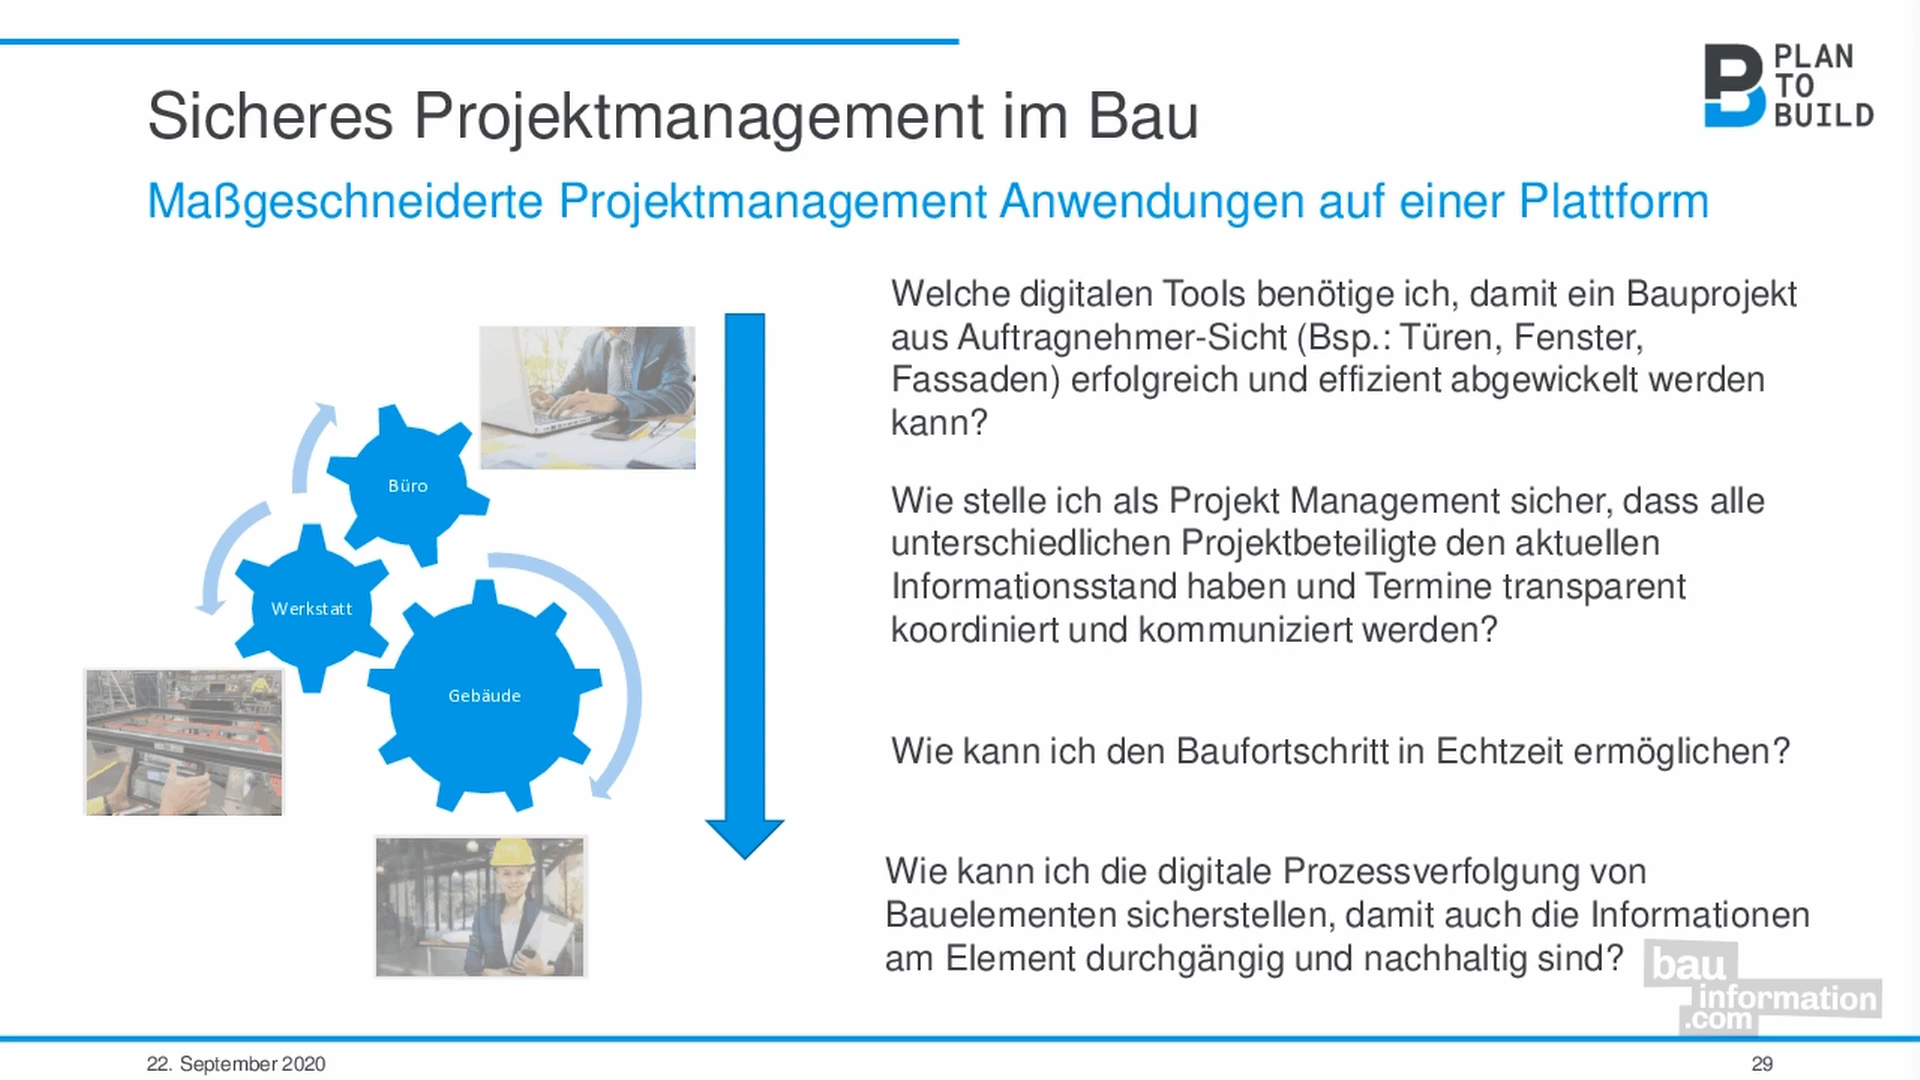 PLAN
TO
BUILD
Sicheres Projektmanagement im Bau
Maßgeschneiderte Projektmanagement Anwendungen auf einer Plattform
Büro
Werkstatt
Gebäude
Welche digitalen Tools benötige ich, damit ein Bauprojekt
aus Auftragnehmer-Sicht (Bsp.: Türen, Fenster,
Fassaden) erfolgreich und effizient abgewickelt werden
kann?
Wie stelle ich als Projekt Management sicher, dass alle
unterschiedlichen Projektbeteiligte den aktuellen
Informationsstand haben und Termine transparent
koordiniert und kommuniziert werden?
Wie kann ich den Baufortschritt in Echtzeit ermöglichen?
Wie kann ich die digitale Prozessverfolgung von
Bauelementen sicherstellen, damit auch die Informationen
am Element durchgängig und nachhaltig sind?
bau
information
.com
22. September 2020
29